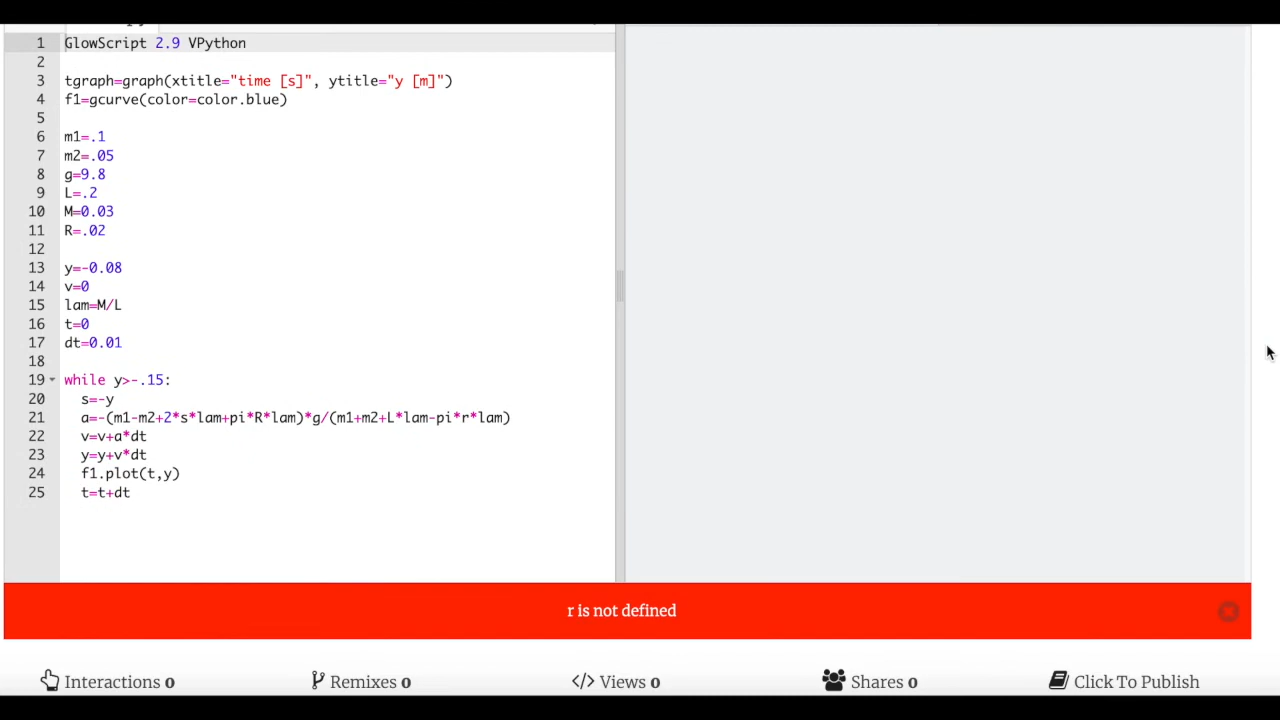 1 GlowScript 2.9 VPython
2
3 tgraph=graph(xtitle="time [s]", ytitle="y [m]")
4 f1=gcurve(color=color.blue)
5
6 m1=.1
7 m2=.05
8 g=9.8
9 L=.2
10 M=0.03
11 R=.02
12
13 y=-0.08
14 v=0
15 lam=M/L
16 t=0
17 dt=0.01
18
19 while y>-.15:
20 s=-y
21 a=-(m1-m2+2*s*lam+pi*R*lam)*g/(m1+m2+L*lam-pi*r*lam)
22 v=v+a*dt
23 y=y+v*dt
24 f1.plot(t,y)
25 t=t+dt
r is not defined
Interactions 0
Remixes 0
</> Views 0
Shares 0
Click To Publish